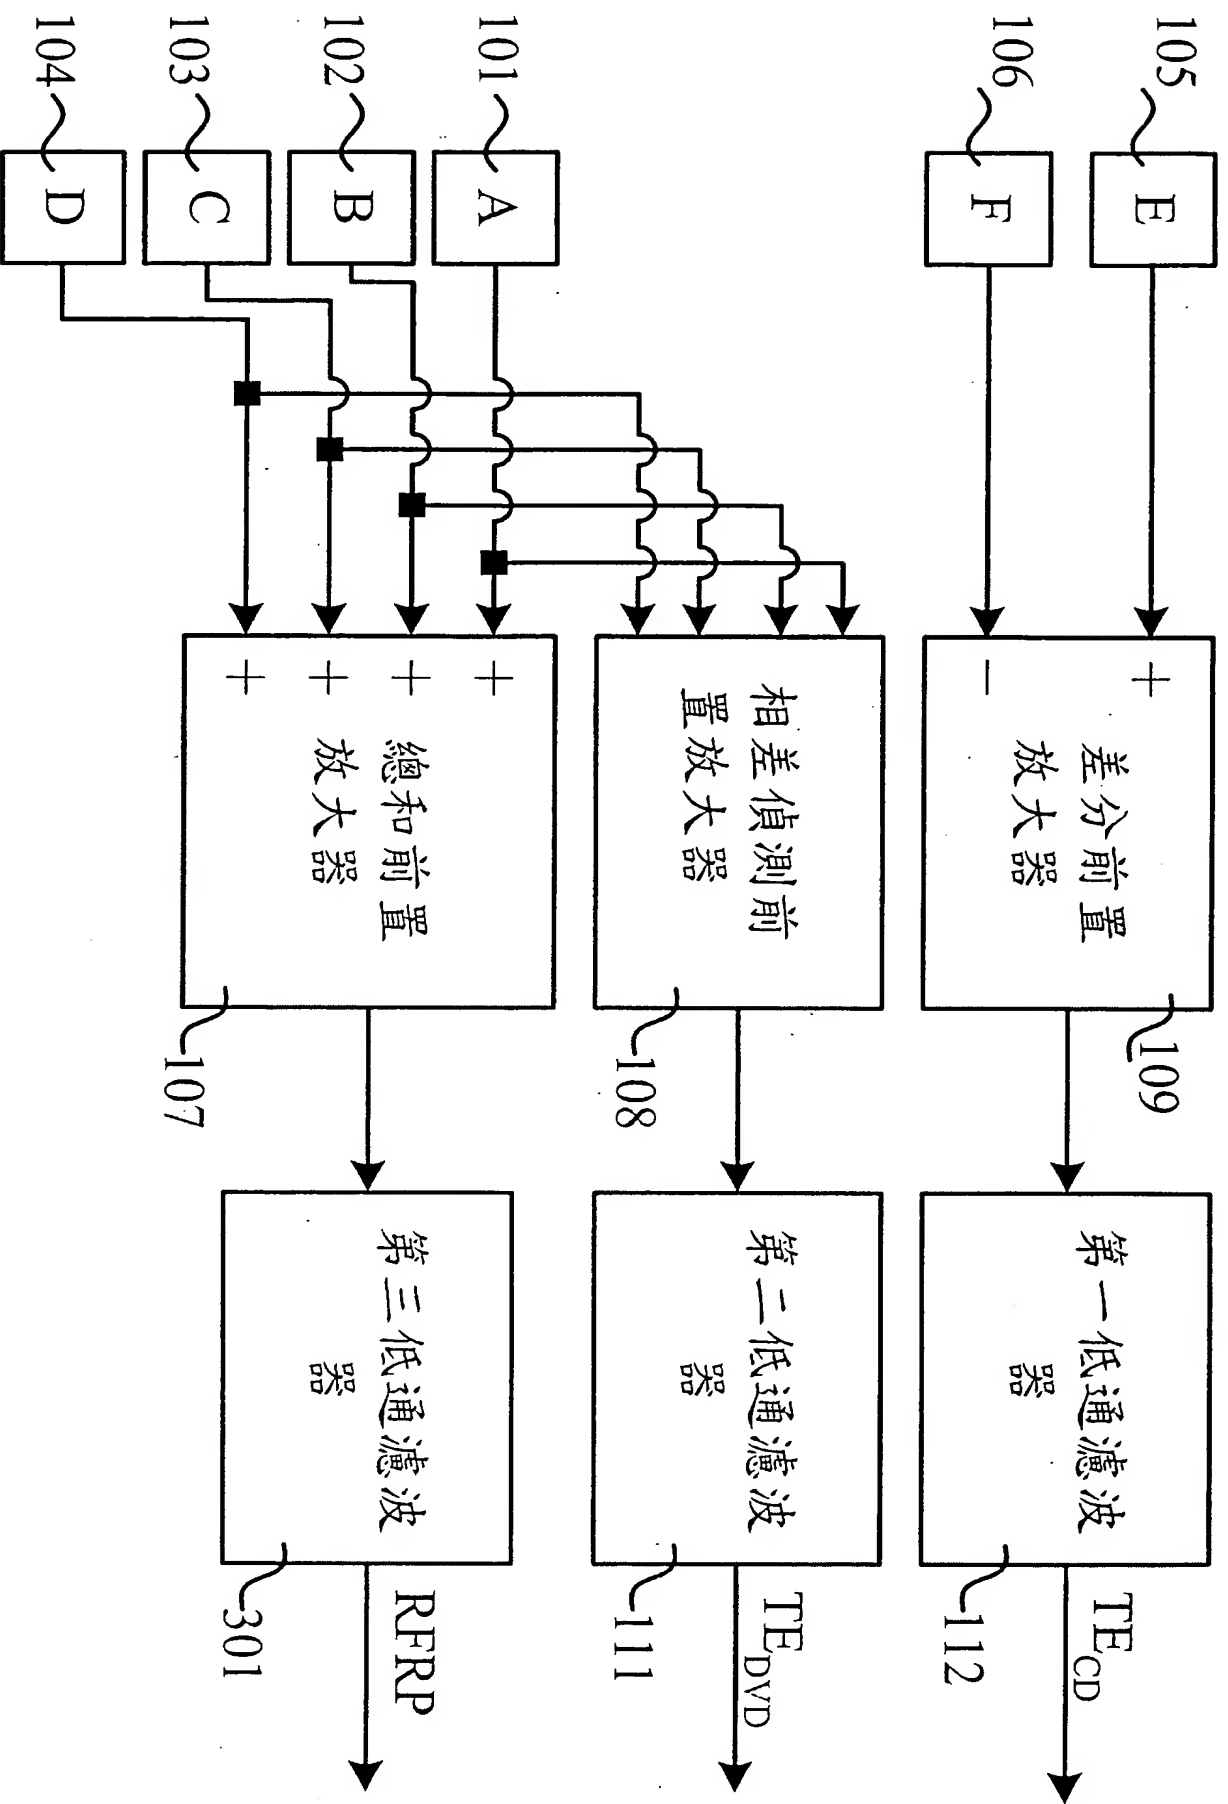 105
E
106
F
101
A
102
B
103
C
104
D
+
−
差分前置
放大器
109
相差偵測前
置放大器
108
+
+
+
+
總和前置
放大器
107
第一低通濾波
器
112
TE CD
第二低通濾波
器
111
TE DVD
第三低通濾波
器
301
RFRP